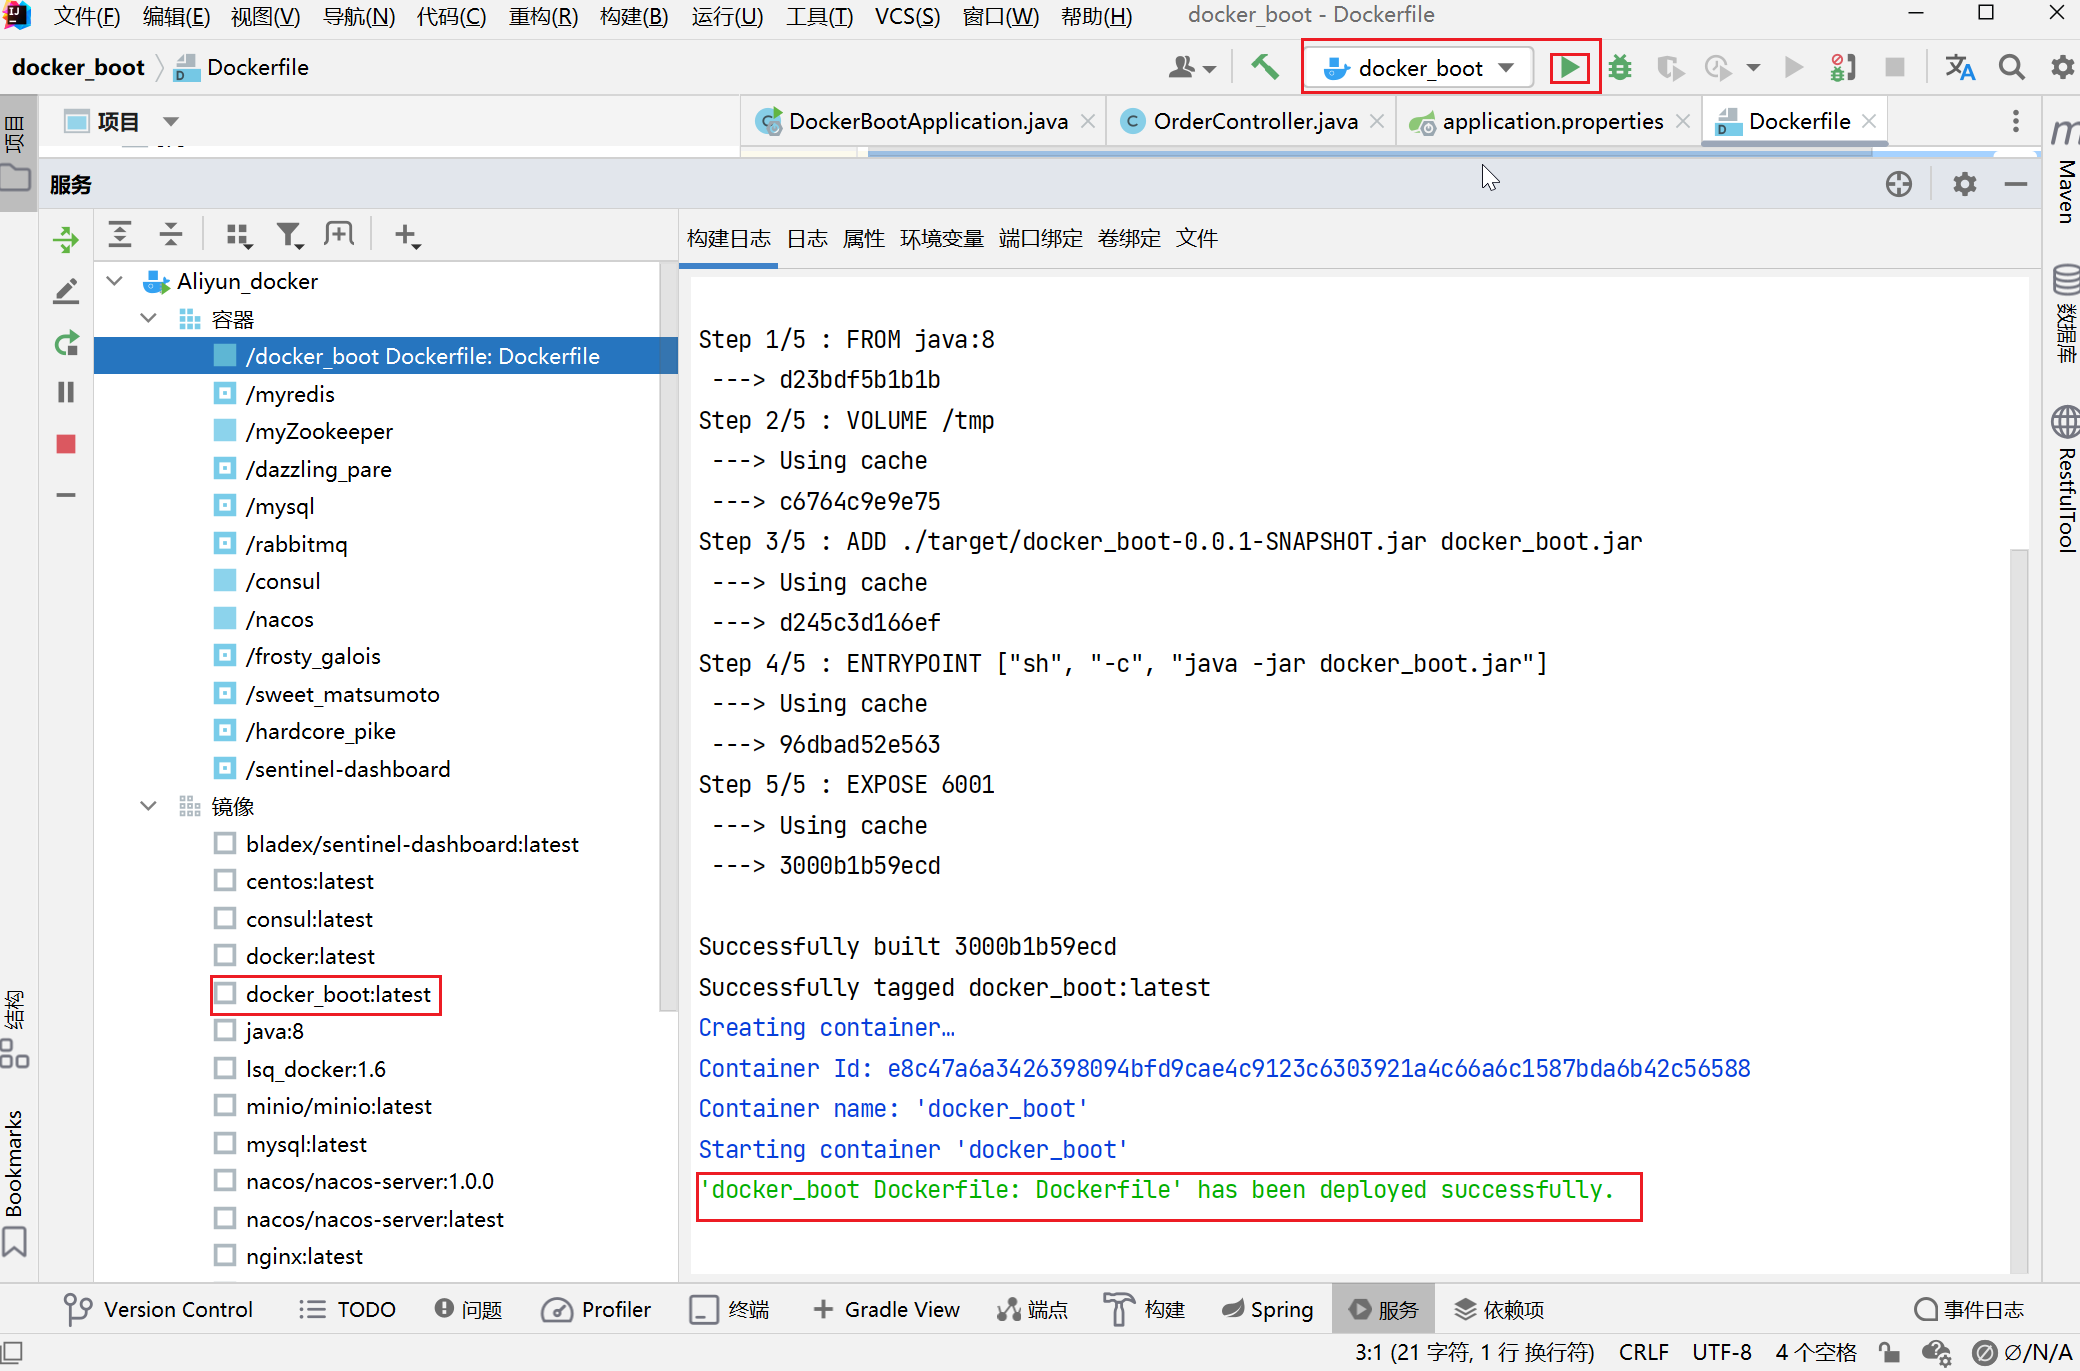 文件(F) 编辑(E) 视图(V) 导航(N) 代码(C) 重构(R) 构建(B) 运行(U) 工具(T) VCS(S) 窗口(W) 帮助(H) docker_boot - Dockerfile
docker_boot Dockerfile docker_boot
项目 DockerBootApplication.java OrderController.java application.properties Dockerfile
项目
服务
构建日志 日志 属性 环境变量 端口绑定 卷绑定 文件
Aliyun_docker
容器
/docker_boot Dockerfile: Dockerfile
/myredis
/myZookeeper
/dazzling_pare
/mysql
/rabbitmq
/consul
/nacos
/frosty_galois
/sweet_matsumoto
/hardcore_pike
/sentinel-dashboard
镜像
bladex/sentinel-dashboard:latest
centos:latest
consul:latest
docker:latest
docker_boot:latest
java:8
lsq_docker:1.6
minio/minio:latest
mysql:latest
nacos/nacos-server:1.0.0
nacos/nacos-server:latest
nginx:latest
Step 1/5 : FROM java:8
---> d23bdf5b1b1b
Step 2/5 : VOLUME /tmp
---> Using cache
---> c6764c9e9e75
Step 3/5 : ADD ./target/docker_boot-0.0.1-SNAPSHOT.jar docker_boot.jar
---> Using cache
---> d245c3d166ef
Step 4/5 : ENTRYPOINT ["sh", "-c", "java -jar docker_boot.jar"]
---> Using cache
---> 96dbad52e563
Step 5/5 : EXPOSE 6001
---> Using cache
---> 3000b1b59ecd
Successfully built 3000b1b59ecd
Successfully tagged docker_boot:latest
Creating container…
Container Id: e8c47a6a3426398094bfd9cae4c9123c6303921a4c66a6c1587bda6b42c56588
Container name: 'docker_boot'
Starting container 'docker_boot'
'docker_boot Dockerfile: Dockerfile' has been deployed successfully.
结构
Bookmarks
Maven
数据库
RestfulTool
Version Control TODO 问题 Profiler 终端 Gradle View 端点 构建 Spring 服务 依赖项 事件日志
3:1 (21 字符, 1 行 换行符) CRLF UTF-8 4 个空格 ∅/N/A